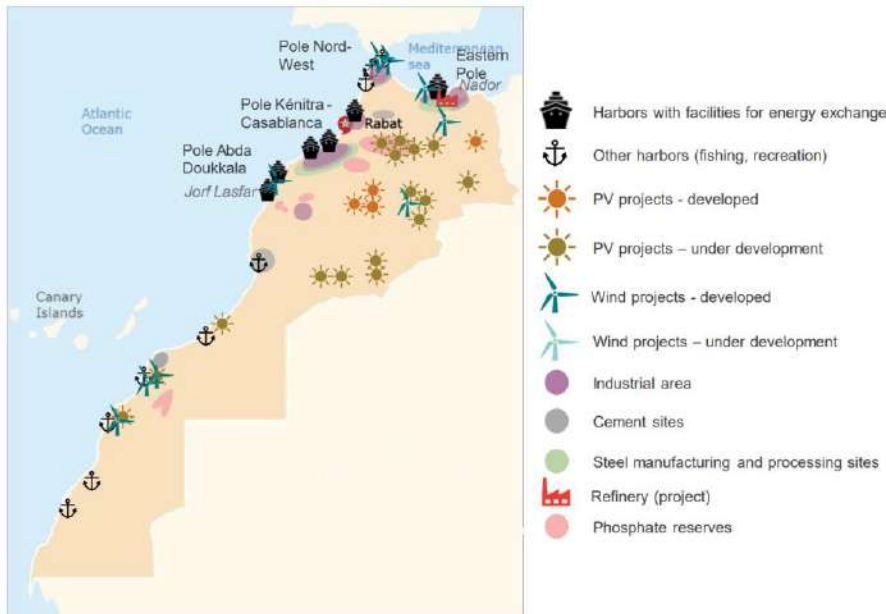 Pole Nord-
West
Mediterranean
sea
Eastern
Pole
Nador
Atlantic
Ocean
Pole Kénitra -
Casablanca
Rabat
Pole Abda
Doukkala
Jorf Lasfar
Canary
Islands
Harbors with facilities for energy exchange
Other harbors (fishing, recreation)
PV projects - developed
PV projects – under development
Wind projects - developed
Wind projects – under development
Industrial area
Cement sites
Steel manufacturing and processing sites
Refinery (project)
Phosphate reserves